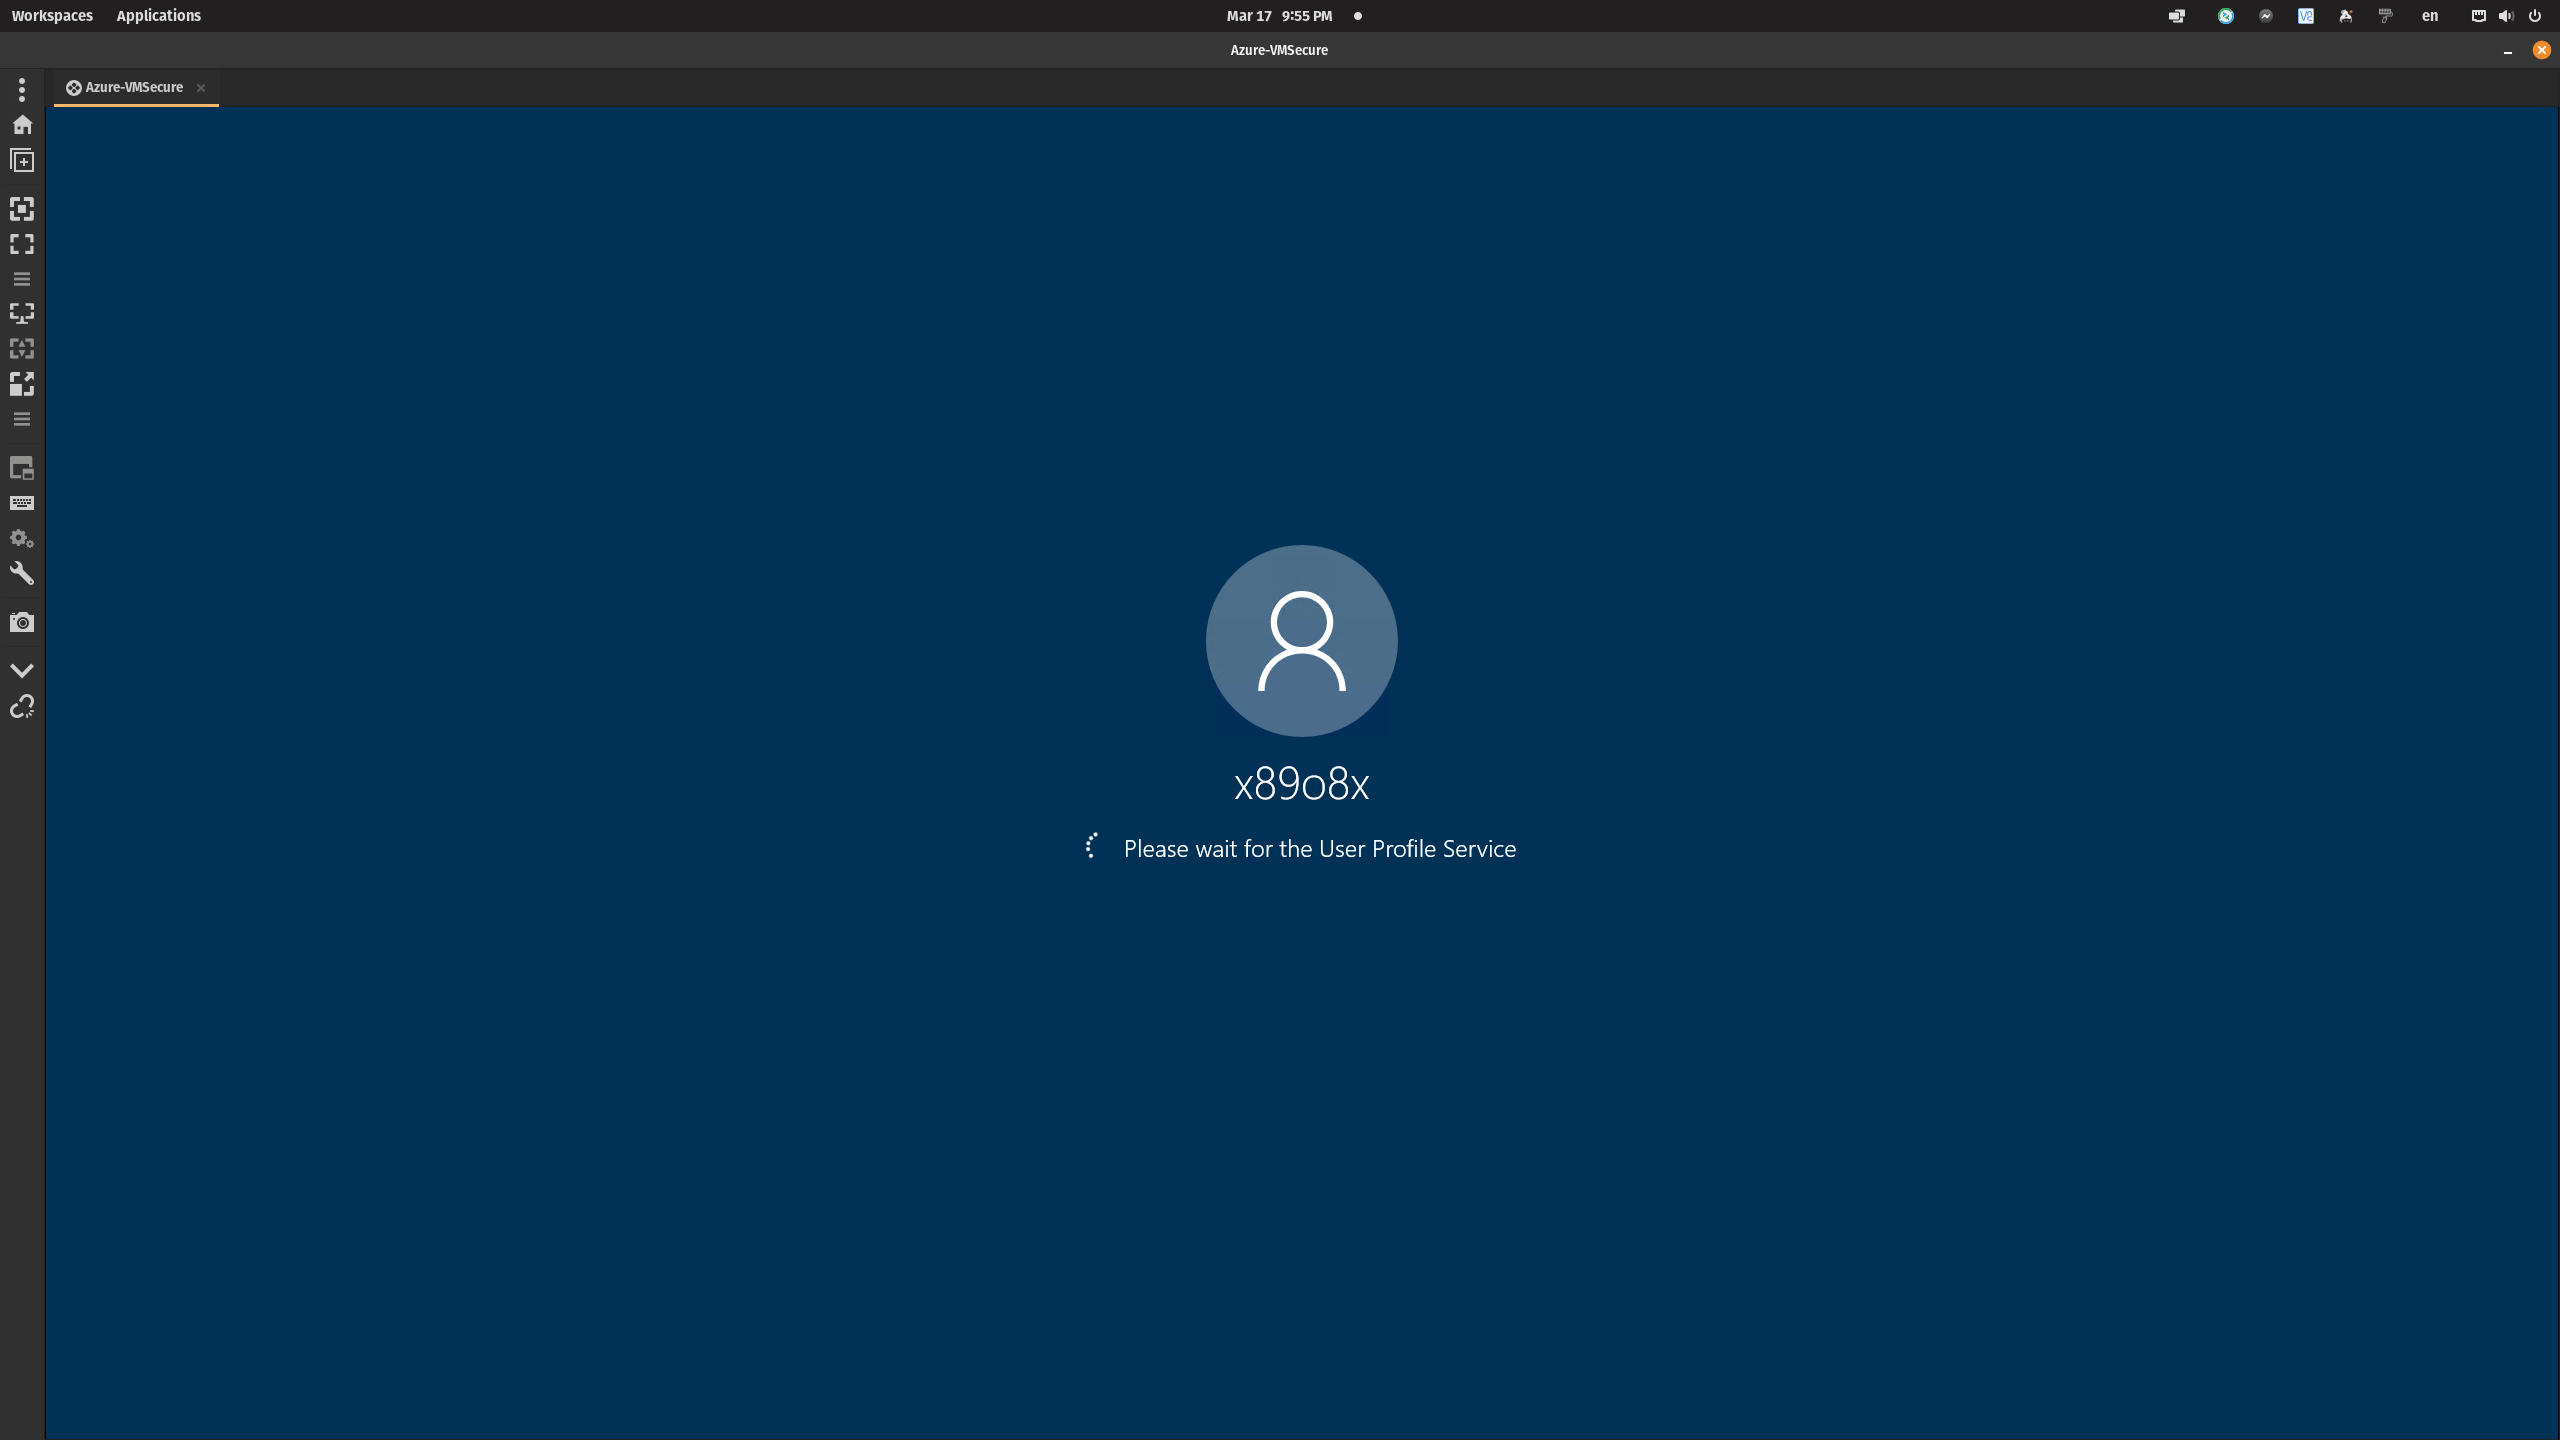 Workspaces Applications Mar 17 9:55 PM en
Azure-VMSecure
Azure-VMSecure
x89o8x
Please wait for the User Profile Service